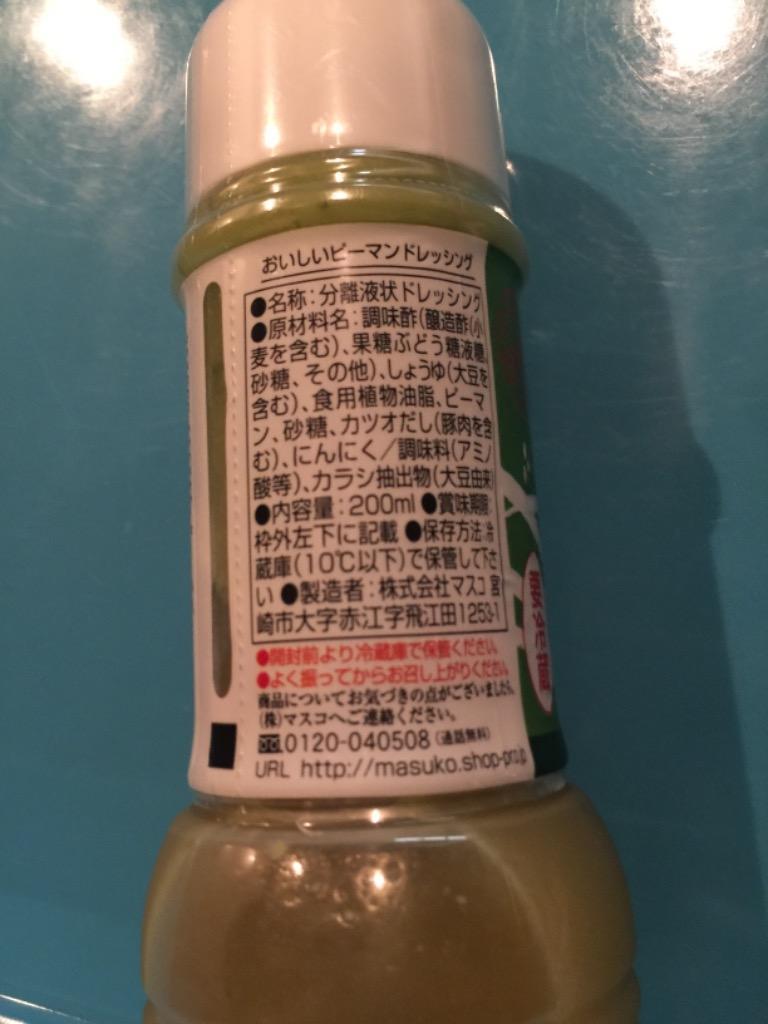 おいしいピーマンドレッシング
●名称:分離液状ドレッシング
●原材料名:調味酢(醸造酢(小
麦を含む)、果糖ぶどう糖液糖、
砂糖、その他)、しょうゆ(大豆を
含む)、食用植物油脂、ピーマ
ン、砂糖、カツオだし(豚肉を含
む)、にんにく/調味料(アミノ
酸等)、カラシ抽出物(大豆由来)
●内容量:200ml ●賞味期限:
枠外左下に記載 ●保存方法:冷
蔵庫(10℃以下)で保管して下さ
い ●製造者:株式会社マスコ 宮
崎市大字赤江字飛江田1253-1
●開封前より冷蔵庫で保管ください。
●よく振ってからお召し上がりください。
商品についてお気づきの点がございましたら、
(株)マスコへご連絡ください。
0120-040508(通話無料)
URL http://masuko.shop-pro.jp
要冷蔵